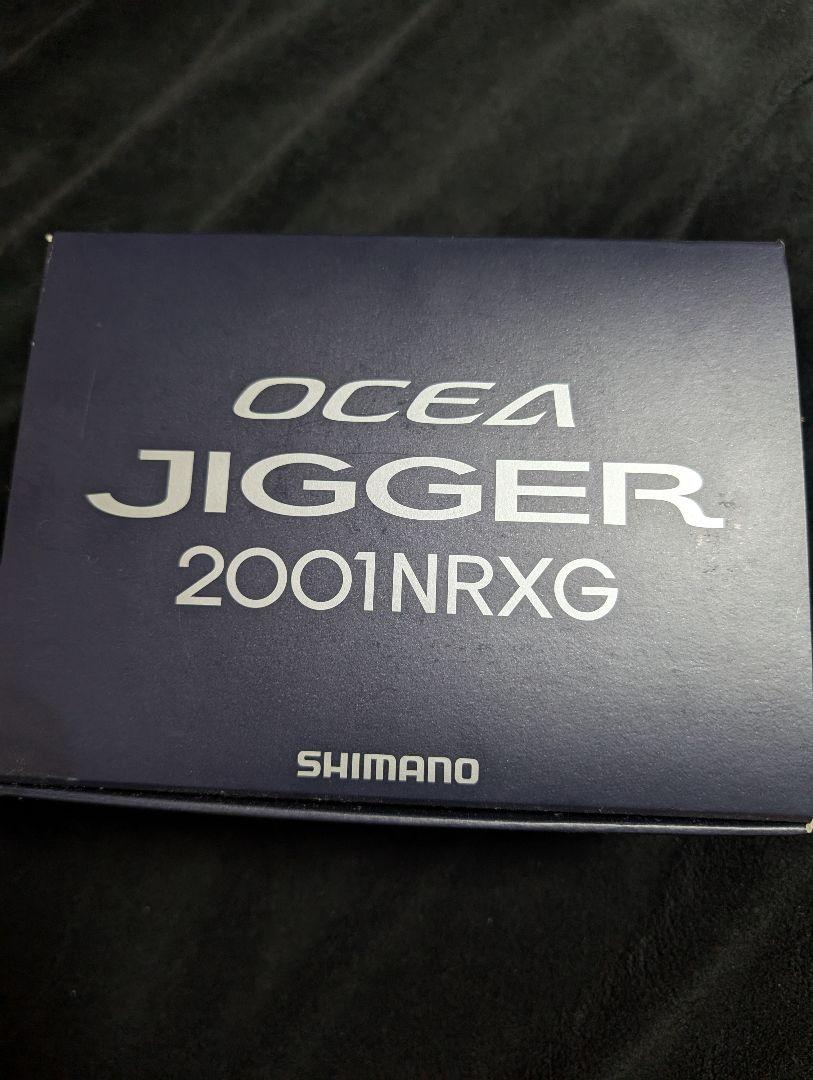 OCEA
JIGGER
2001NRXG
SHIMANO